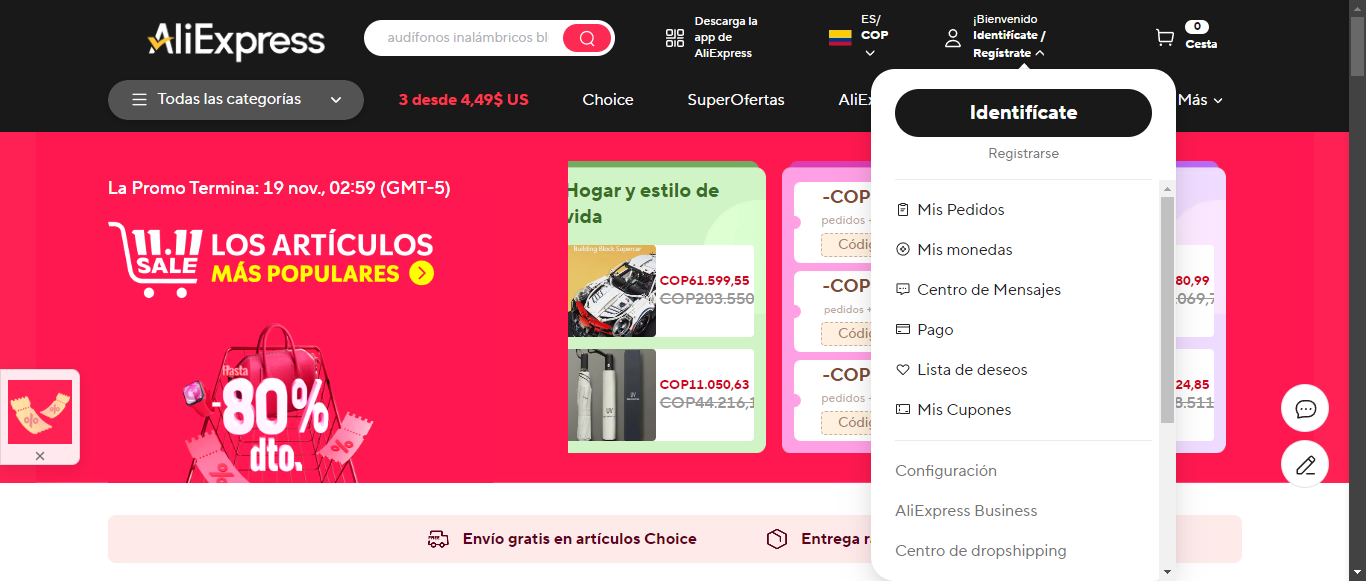 AliExpress
audífonos inalámbricos bl
Descarga la
app de
AliExpress
ES/
COP
¡Bienvenido
Identifícate /
Regístrate
0
Cesta
Todas las categorías
3 desde 4,49$ US
Choice
SuperOfertas
AliEx
Más
Identifícate
Registrarse
Mis Pedidos
Mis monedas
Centro de Mensajes
Pago
Lista de deseos
Mis Cupones
Configuración
AliExpress Business
Centro de dropshipping
La Promo Termina: 19 nov., 02:59 (GMT-5)
11.11
SALE
LOS ARTÍCULOS
MÁS POPULARES
Hasta
-80%
dto.
Hogar y estilo de
vida
Building Block Supercar
COP61.599,55
COP203.550
COP11.050,63
COP44.216,1
-COP
pedidos
Códig
-COP
pedidos +
Códig
-COP
pedidos
Códig
80,99
.069,7
24,85
8.511
Envío gratis en artículos Choice
Entrega ra